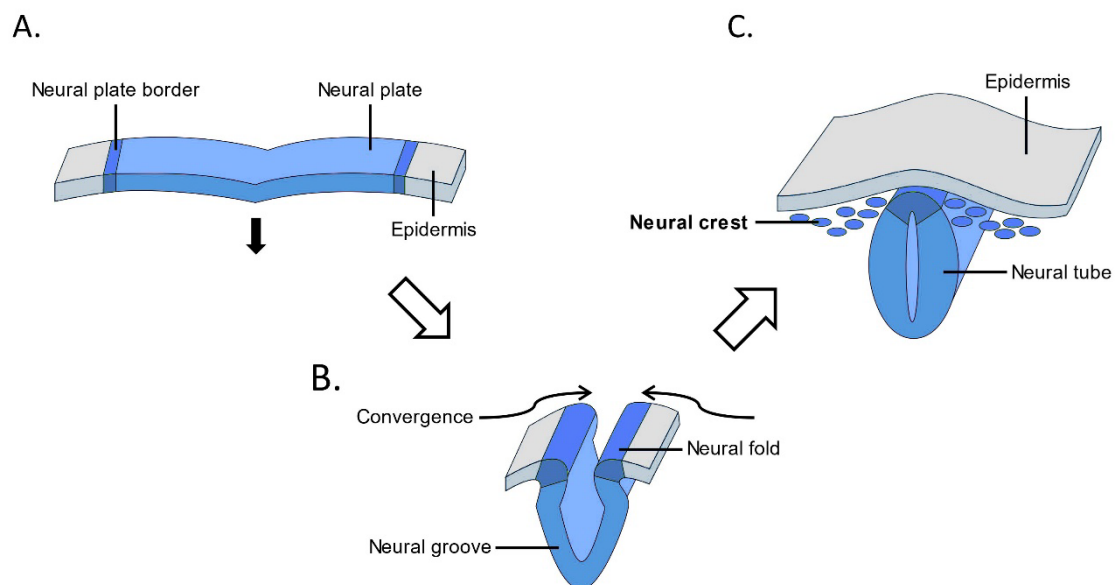 A.
Neural plate border
Neural plate
Epidermis
B.
Convergence
Neural fold
Neural groove
C.
Epidermis
Neural crest
Neural tube